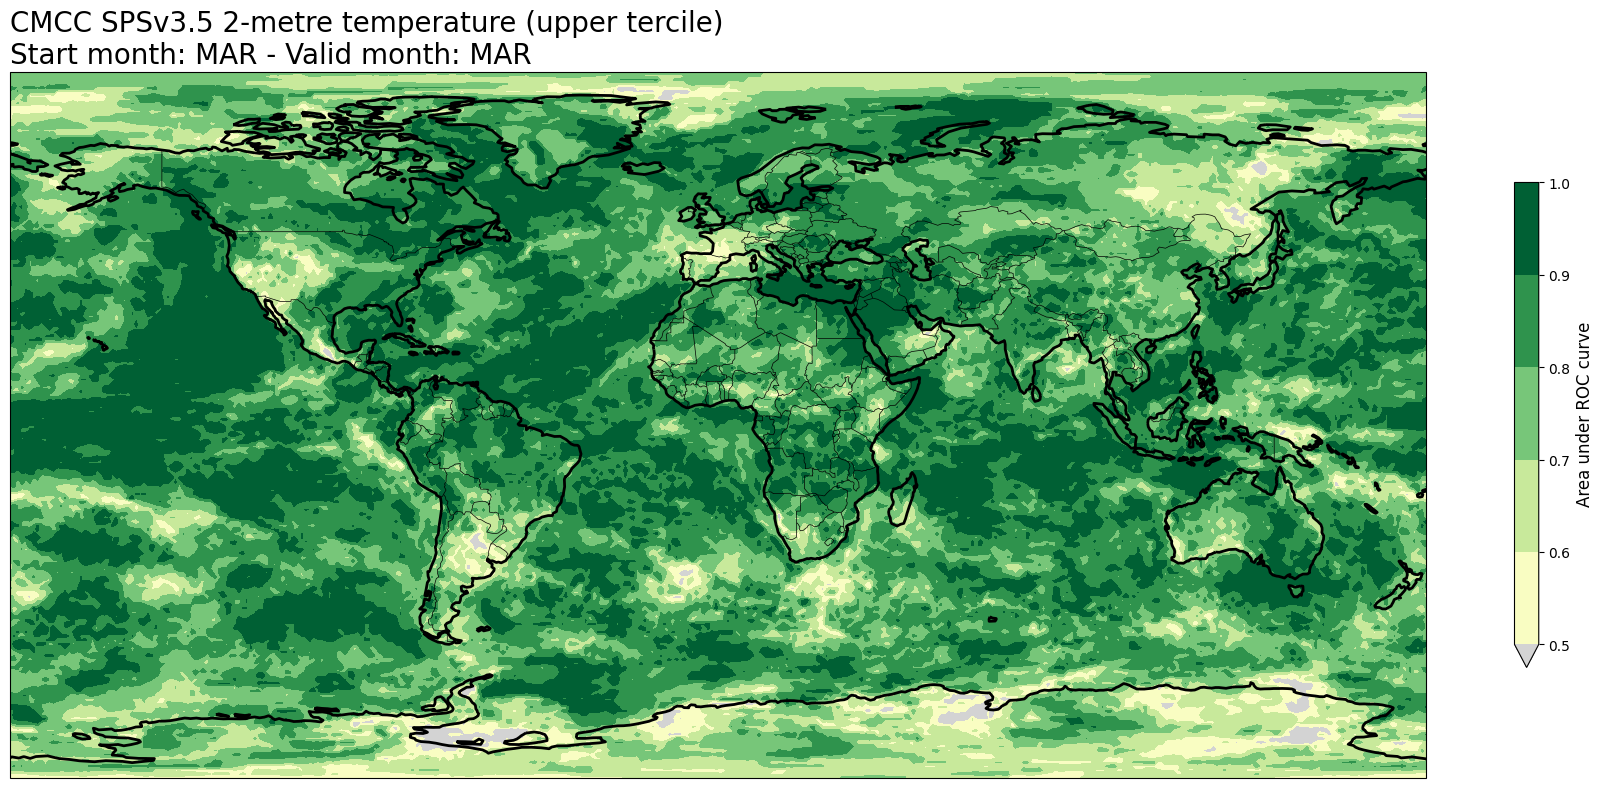 CMCC SPSv3.5 2-metre temperature (upper tercile)
Start month: MAR - Valid month: MAR
1.0
0.9
0.8
0.7
0.6
0.5
Area under ROC curve